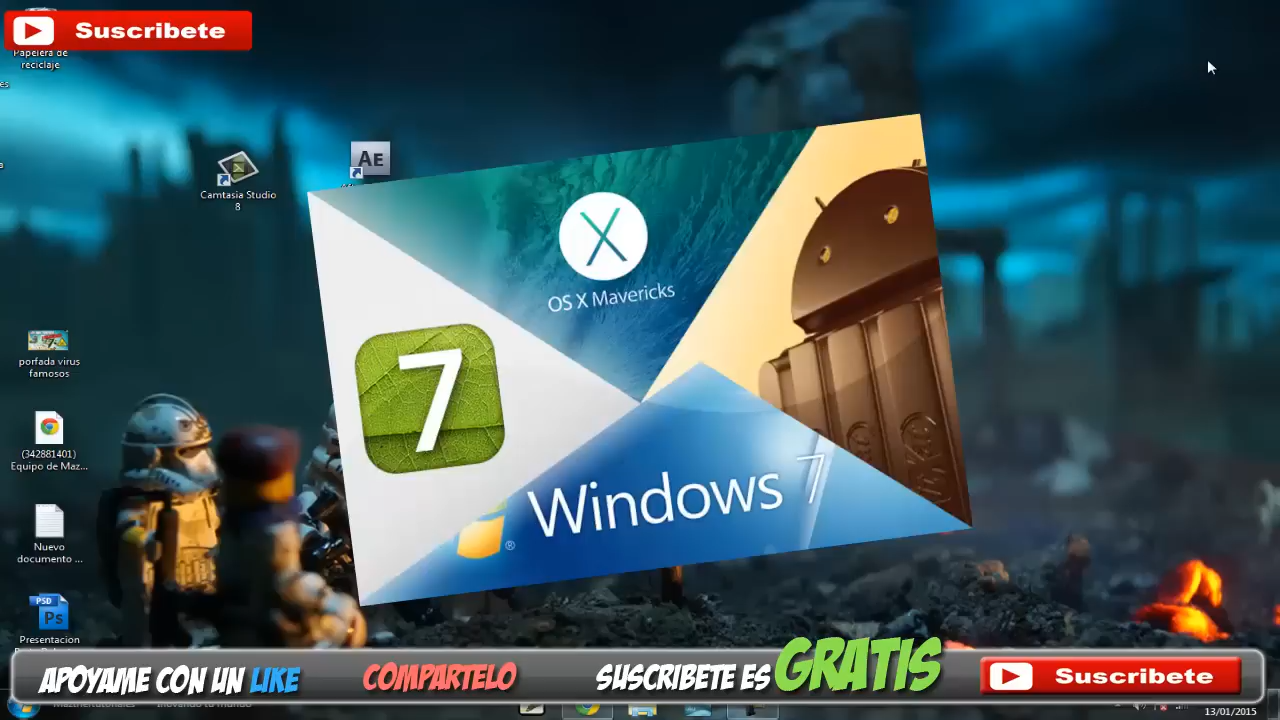 Suscribete
Papelera de
reciclaje
es
AE
Camtasia Studio
8
X
OS X Mavericks
7
Windows 7
®
porfada virus
famosos
(342881401)
Equipo de Maz...
Nuevo
documento ...
PSD
Ps
Presentacion
APOYAME CON UN LIKE
COMPARTELO
SUSCRIBETE ES GRATIS
Suscribete
13/01/2015